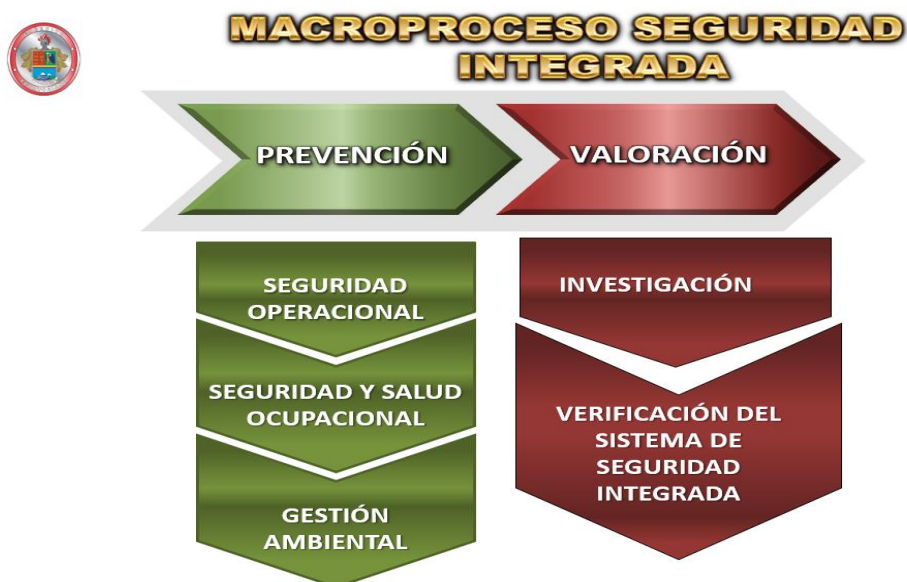 MACROPROCESO SEGURIDAD
INTEGRADA
PREVENCIÓN
VALORACIÓN
SEGURIDAD
OPERACIONAL
SEGURIDAD Y SALUD
OCUPACIONAL
GESTIÓN
AMBIENTAL
INVESTIGACIÓN
VERIFICACIÓN DEL
SISTEMA DE
SEGURIDAD
INTEGRADA